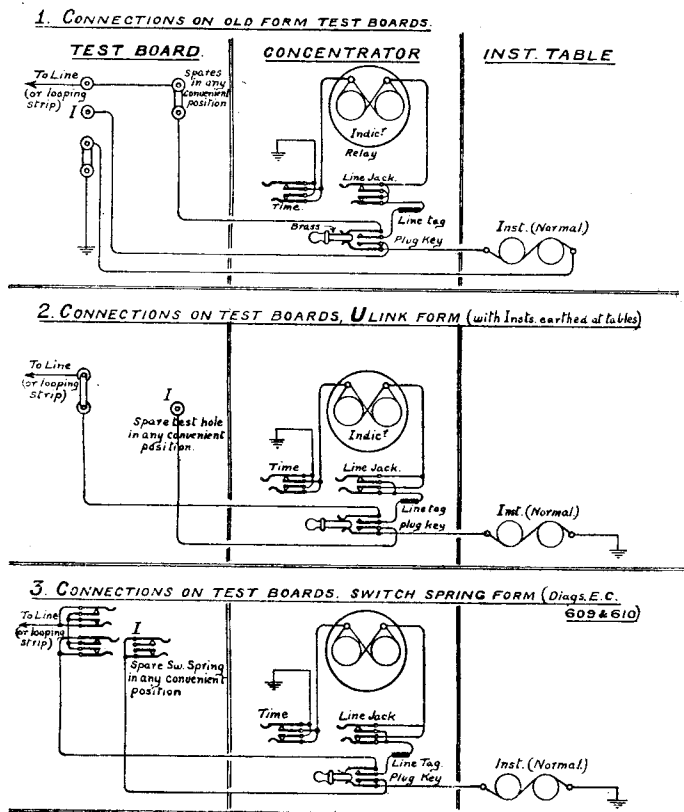 1. CONNECTIONS ON OLD FORM TEST BOARDS.
TEST BOARD.
CONCENTRATOR
INST. TABLE
To Line
(or looping
strip)
I
Spares
in any
convenient
position
Indicr
Relay
Time.
Line Jack.
Brass
Line tag
Plug Key
Inst. (Normal.)
2. CONNECTIONS ON TEST BOARDS, U LINK FORM (with Insts. earthed at tables)
To Line
(or looping
strip)
I
Spare test hole
in any convenient
position.
Indicr
Time
Line Jack.
Line tag
plug key
Inst. (Normal)
3. CONNECTIONS ON TEST BOARDS. SWITCH SPRING FORM (Diags. E.C.
609 & 610)
To Line
(or looping
strip)
I
Spare Sw. Spring
in any convenient
position
Time
Line Jack
Line Tag.
Plug Key
Inst. (Normal.)